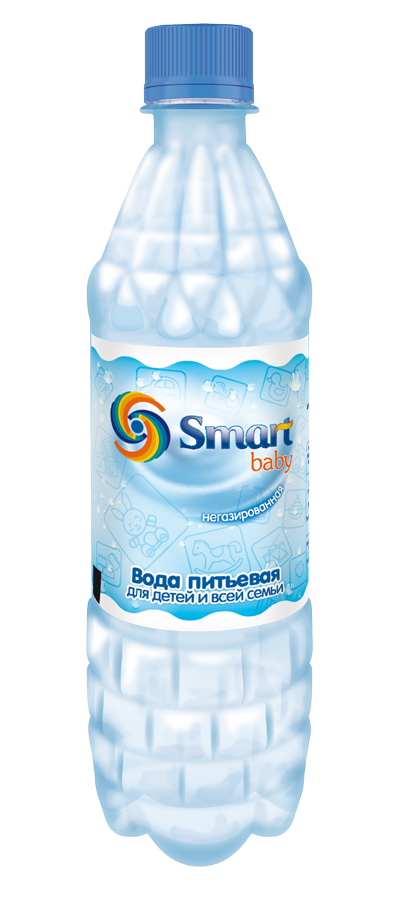 Smart
baby
негазированная
Вода питьевая
для детей и всей семьи